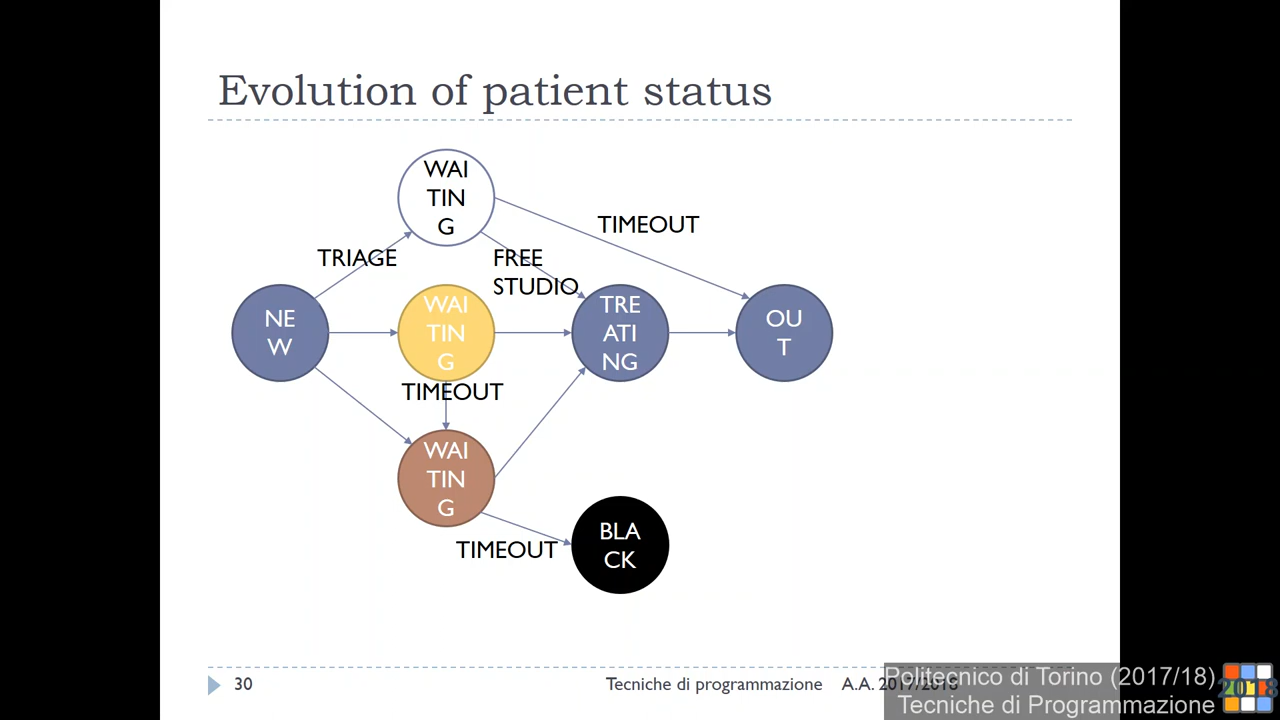 Evolution of patient status
WAI
TIN
G
TIMEOUT
TRIAGE
FREE
STUDIO
NE
W
WAI
TIN
G
TRE
ATI
NG
OU
T
TIMEOUT
WAI
TIN
G
TIMEOUT
BLA
CK
30
Tecniche di programmazione
A.A. 2017/2018
Politecnico di Torino (2017/18)
Tecniche di Programmazione
2018